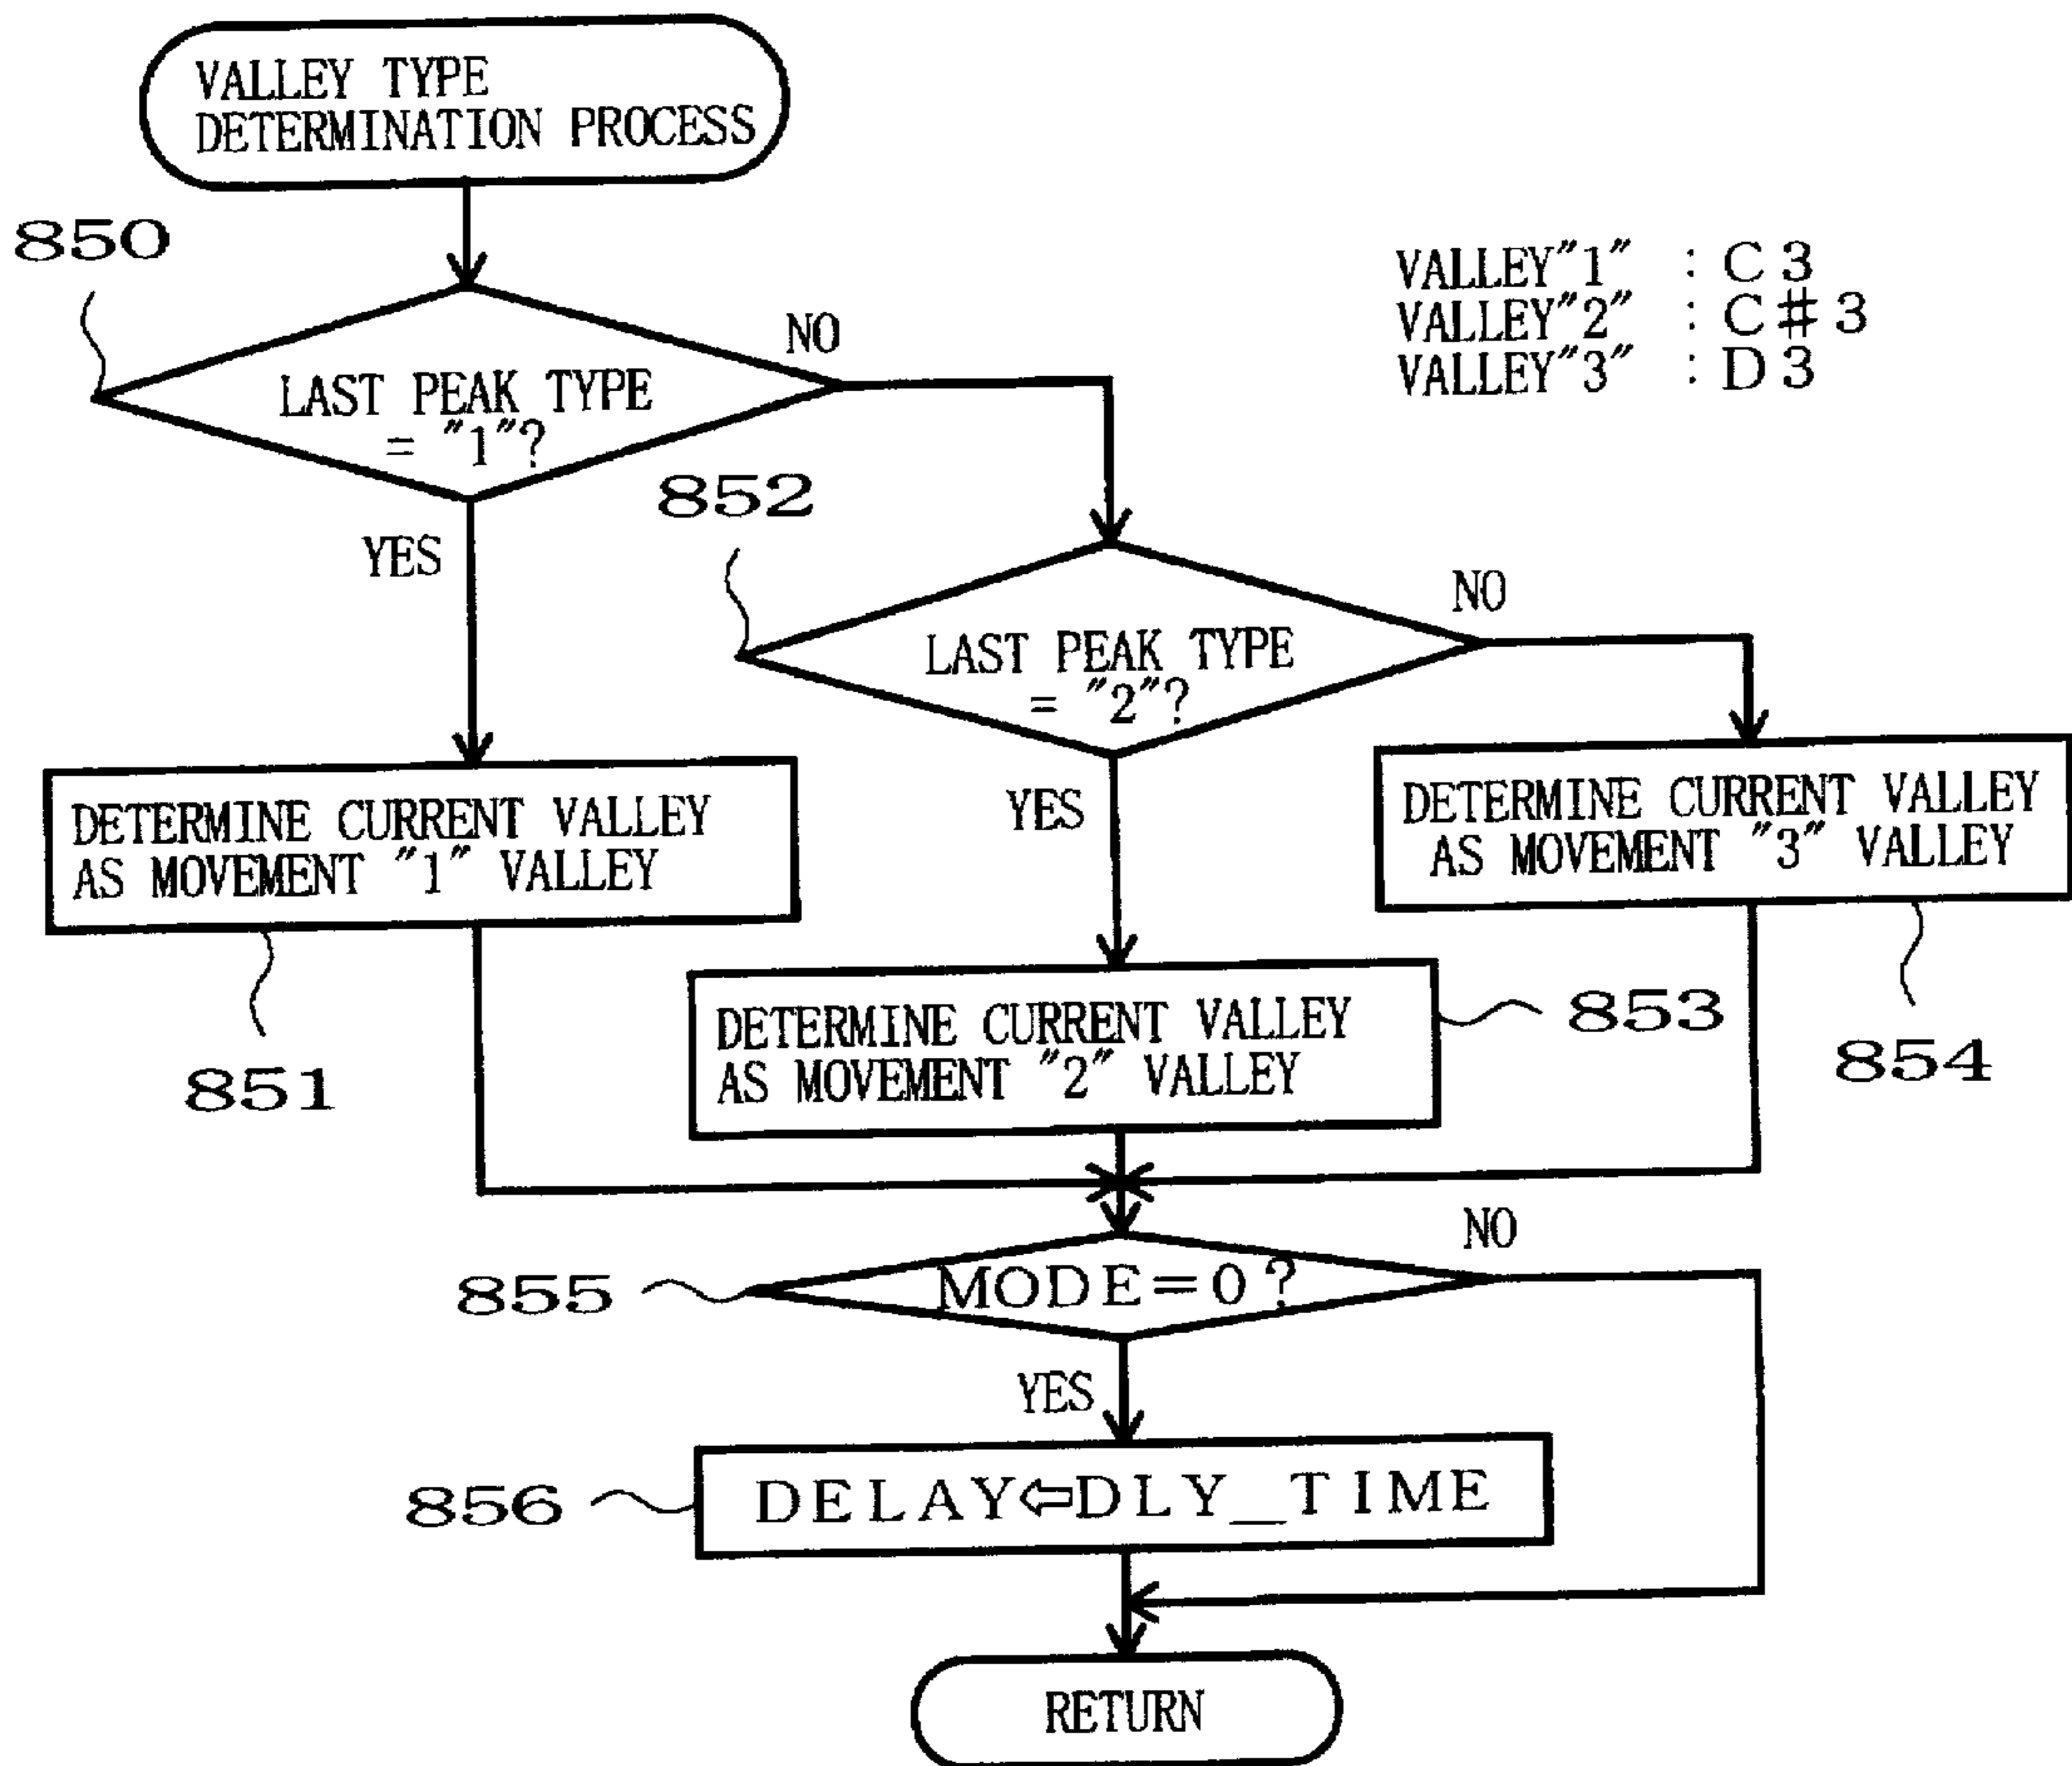 VALLEY TYPE
DETERMINATION PROCESS
850
VALLEY"1" : C3
VALLEY"2" : C#3
VALLEY"3" : D3
NO
LAST PEAK TYPE
= "1"?
852
YES
NO
LAST PEAK TYPE
= "2"?
YES
DETERMINE CURRENT VALLEY
AS MOVEMENT "1" VALLEY
DETERMINE CURRENT VALLEY
AS MOVEMENT "3" VALLEY
DETERMINE CURRENT VALLEY
AS MOVEMENT "2" VALLEY
853
854
851
NO
855
MODE=0?
YES
856
DELAY⇦DLY_TIME
RETURN